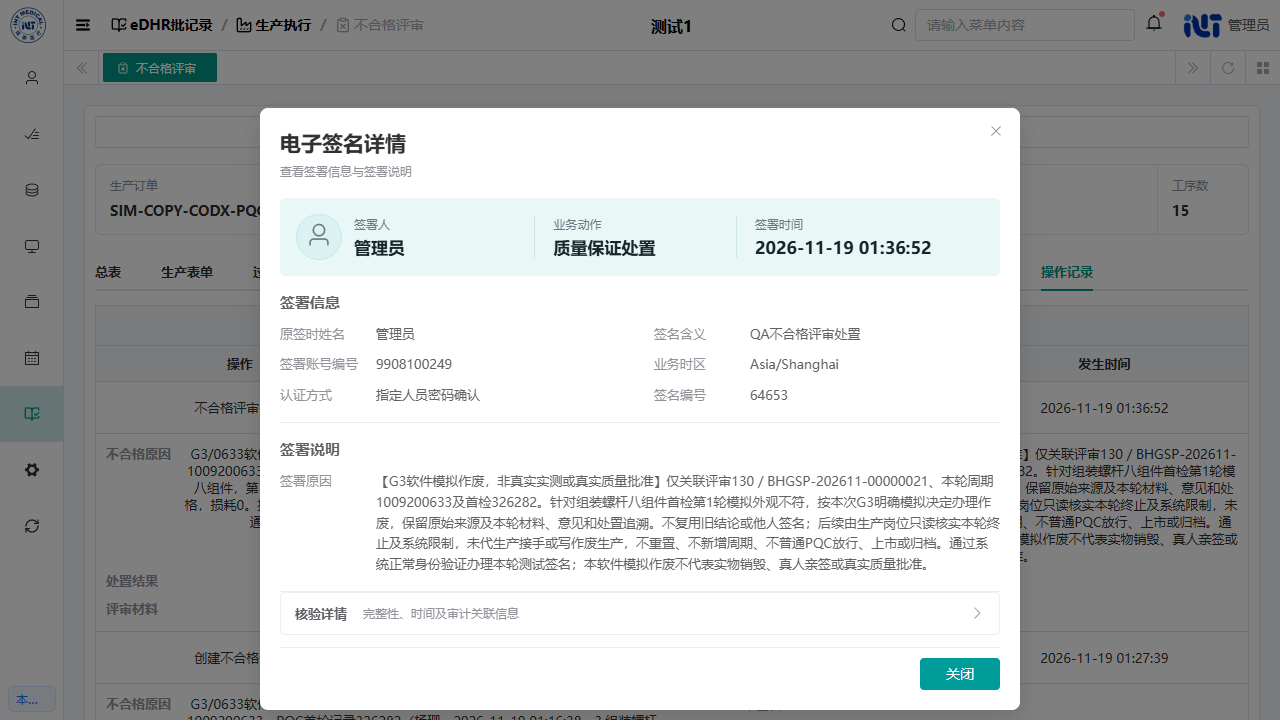 eDHR批记录 / 生产执行 / 不合格评审
测试1
请输入菜单内容
管理员
不合格评审
生产订单
SIM-COPY-CODX-PQC
工序数
15
总表
生产表单
操作记录
操作
发生时间
不合格评审
2026-11-19 01:36:52
不合格原因
处置结果
评审材料
创建不合格
2026-11-19 01:27:39
不合格原因
本...
电子签名详情
查看签署信息与签署说明
签署人
管理员
业务动作
质量保证处置
签署时间
2026-11-19 01:36:52
签署信息
原签时姓名 管理员
签名含义 QA不合格评审处置
签署账号编号 9908100249
业务时区 Asia/Shanghai
认证方式 指定人员密码确认
签名编号 64653
签署说明
签署原因
【G3软件模拟作废，非真实实测或真实质量批准】仅关联评审130 / BHGSP-202611-00000021、本轮周期
1009200633及首检326282。针对组装螺杆八组件首检第1轮模拟外观不符，按本次G3明确模拟决定办理作
废，保留原始来源及本轮材料、意见和处置追溯。不复用旧结论或他人签名；后续由生产岗位只读核实本轮终
止及系统限制，未代生产接手或写作废生产，不重置、不新增周期、不普通PQC放行、上市或归档。通过系
统正常身份验证办理本轮测试签名；本软件模拟作废不代表实物销毁、真人亲签或真实质量批准。
核验详情 完整性、时间及审计关联信息
关闭